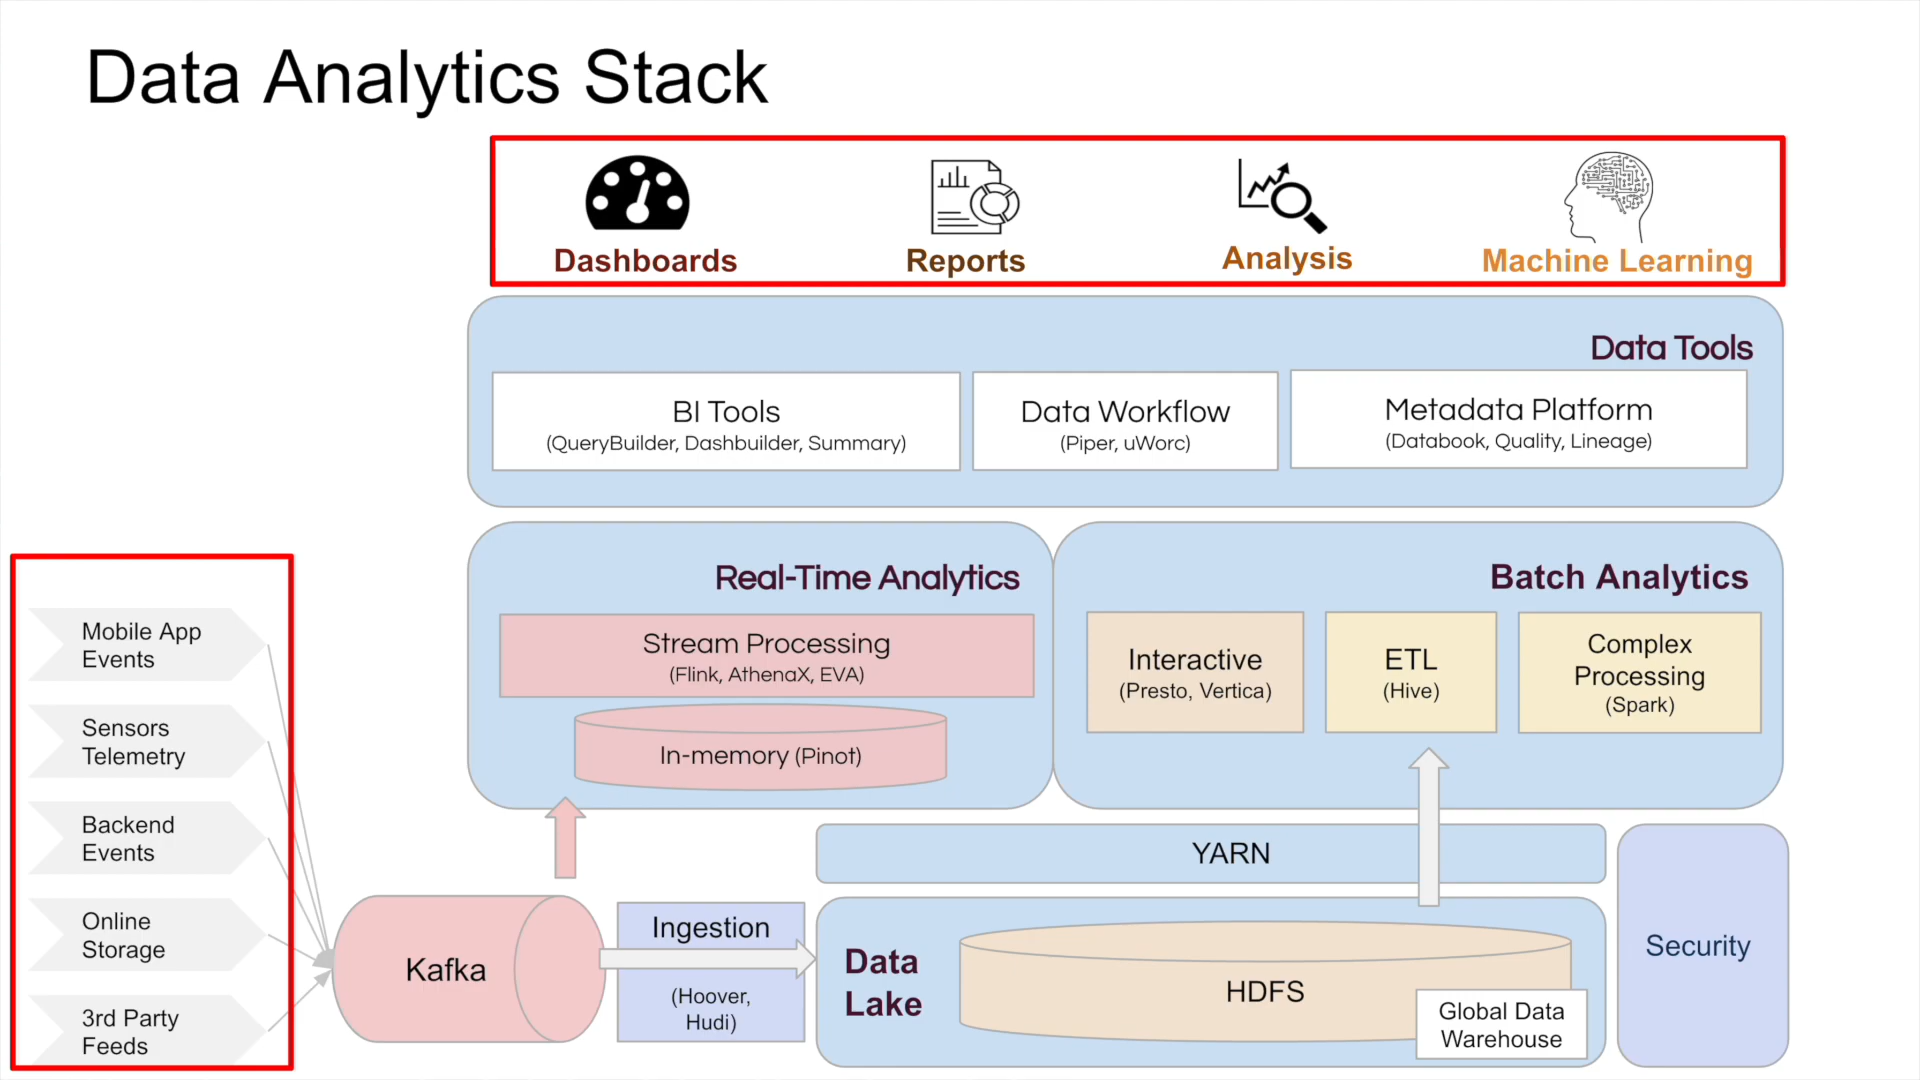 Data Analytics Stack
Dashboards
Reports
Analysis
Machine Learning
Data Tools
BI Tools
(QueryBuilder, Dashbuilder, Summary)
Data Workflow
(Piper, uWorc)
Metadata Platform
(Databook, Quality, Lineage)
Real-Time Analytics
Stream Processing
(Flink, AthenaX, EVA)
In-memory (Pinot)
Batch Analytics
Interactive
(Presto, Vertica)
ETL
(Hive)
Complex
Processing
(Spark)
Mobile App
Events
Sensors
Telemetry
Backend
Events
Online
Storage
3rd Party
Feeds
Kafka
Ingestion
(Hoover,
Hudi)
YARN
Data
Lake
HDFS
Global Data
Warehouse
Security